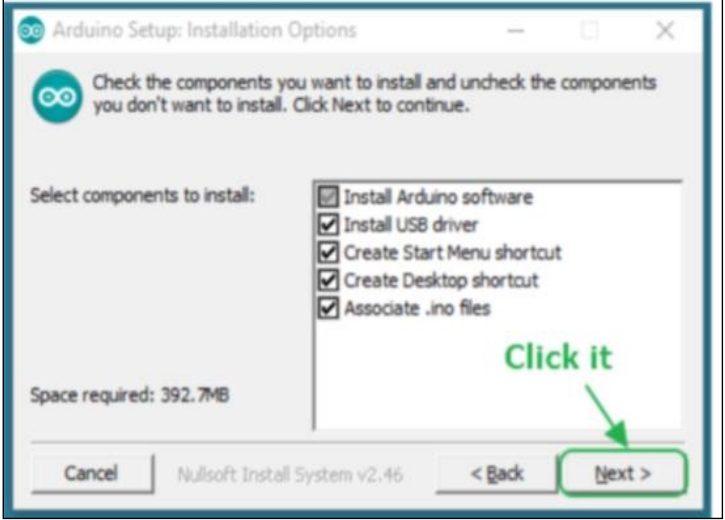 Arduino Setup: Installation Options
Check the components you want to install and uncheck the components
you don't want to install. Click Next to continue.
Select components to install:
Install Arduino software
Install USB driver
Create Start Menu shortcut
Create Desktop shortcut
Associate .ino files
Click it
Space required: 392.7MB
Cancel
Nullsoft Install System v2.46
< Back
Next >